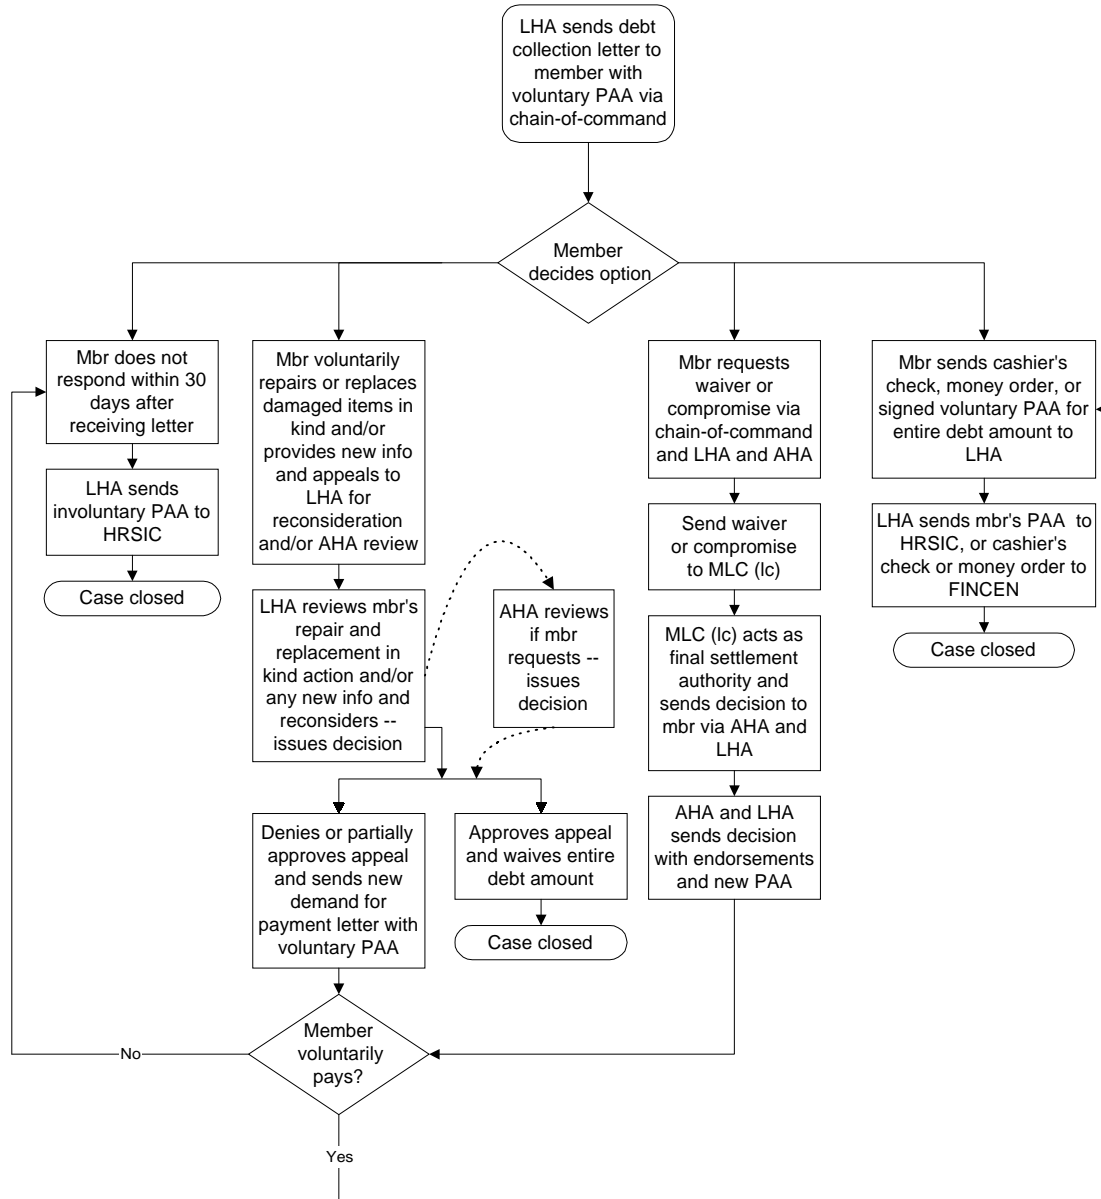 LHA sends debt
collection letter to
member with
voluntary PAA via
chain-of-command
Member
decides option
Mbr does not
respond within 30
days after
receiving letter
LHA sends
involuntary PAA to
HRSIC
Case closed
Mbr voluntarily
repairs or replaces
damaged items in
kind and/or
provides new info
and appeals to
LHA for
reconsideration
and/or AHA review
LHA reviews mbr's
repair and
replacement in
kind action and/or
any new info and
reconsiders --
issues decision
AHA reviews
if mbr
requests --
issues
decision
Denies or partially
approves appeal
and sends new
demand for
payment letter with
voluntary PAA
Approves appeal
and waives entire
debt amount
Case closed
Mbr requests
waiver or
compromise via
chain-of-command
and LHA and AHA
Send waiver
or compromise
to MLC (lc)
MLC (lc) acts as
final settlement
authority and
sends decision to
mbr via AHA and
LHA
AHA and LHA
sends decision
with endorsements
and new PAA
Mbr sends cashier's
check, money order, or
signed voluntary PAA for
entire debt amount to
LHA
LHA sends mbr's PAA to
HRSIC, or cashier's
check or money order to
FINCEN
Case closed
Member
voluntarily
pays?
No
Yes